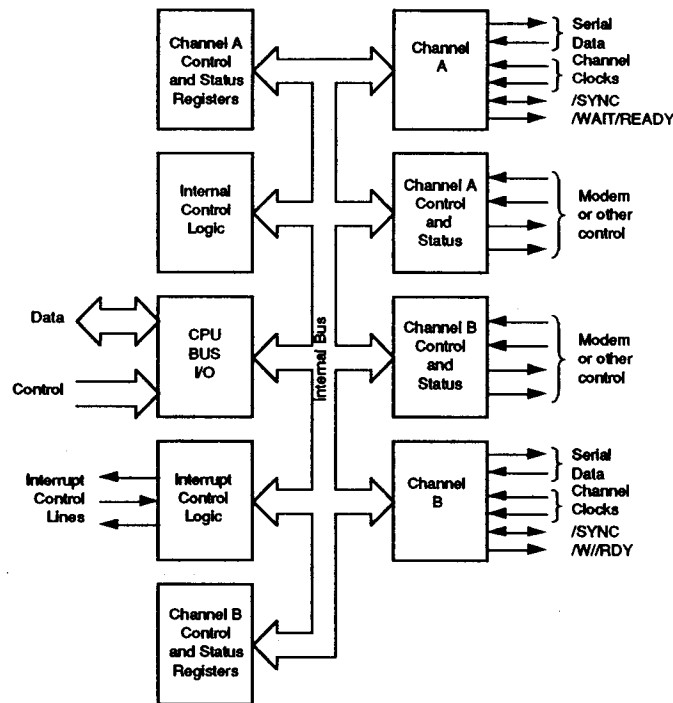 Channel A
Control
and Status
Registers
Channel
A
Serial
Data
Channel
Clocks
/SYNC
/WAIT/READY
Internal
Control
Logic
Channel A
Control
and
Status
Modem
or other
control
Data
Control
CPU
BUS
I/O
Internal Bus
Channel B
Control
and
Status
Modem
or other
control
Interrupt
Control
Lines
Interrupt
Control
Logic
Channel
B
Serial
Data
Channel
Clocks
/SYNC
/W//RDY
Channel B
Control
and Status
Registers